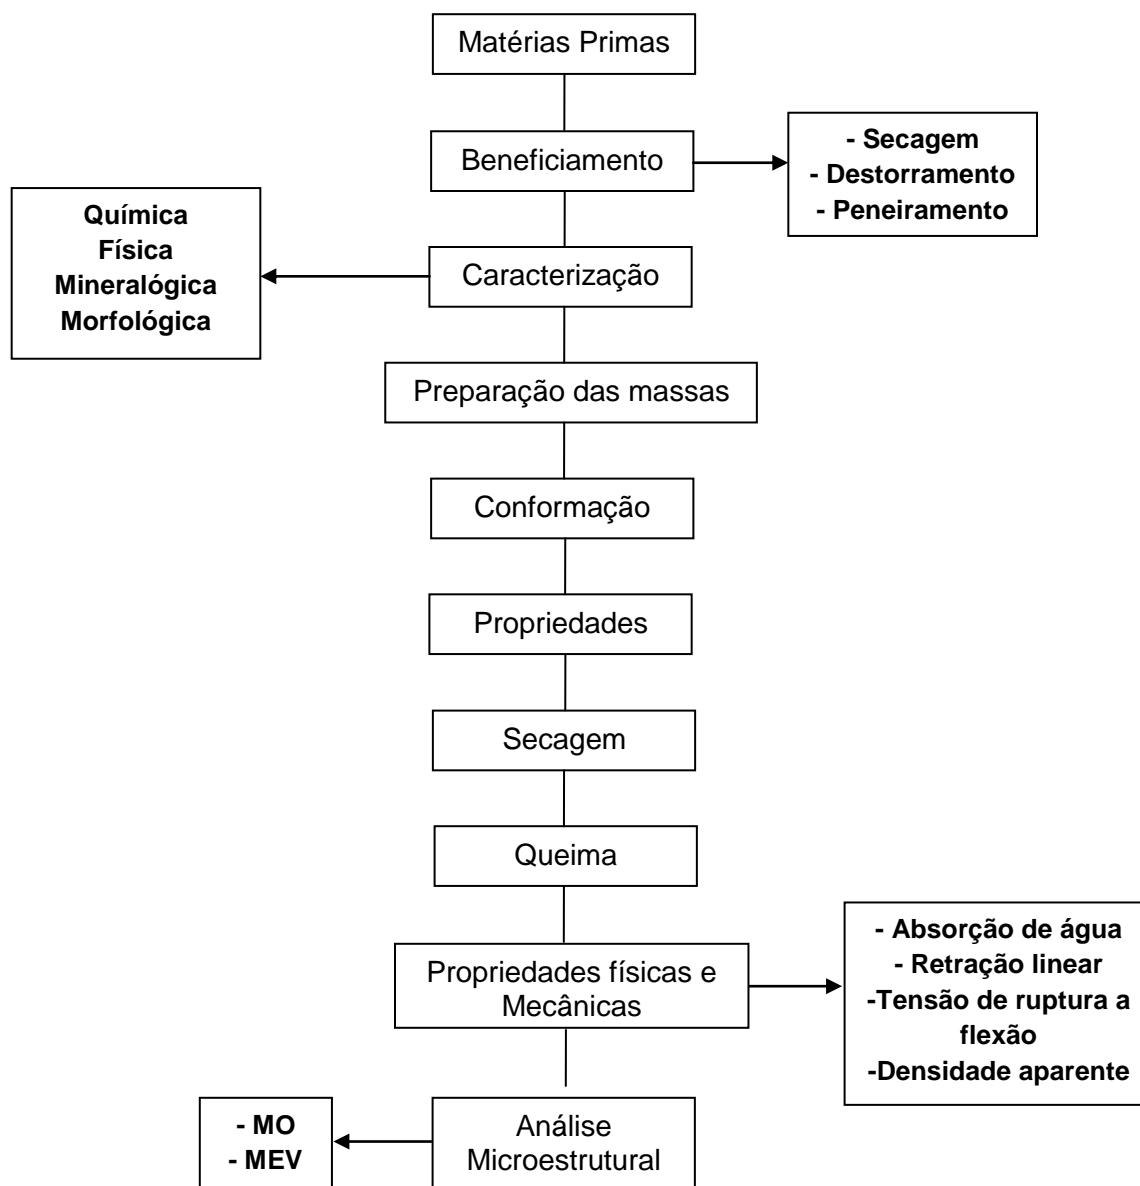 Matérias Primas
Beneficiamento
- Secagem
- Destorramento
- Peneiramento
Química
Física
Mineralógica
Morfológica
Caracterização
Preparação das massas
Conformação
Propriedades
Secagem
Queima
Propriedades físicas e
Mecânicas
- Absorção de água
- Retração linear
-Tensão de ruptura a
flexão
-Densidade aparente
- MO
- MEV
Análise
Microestrutural